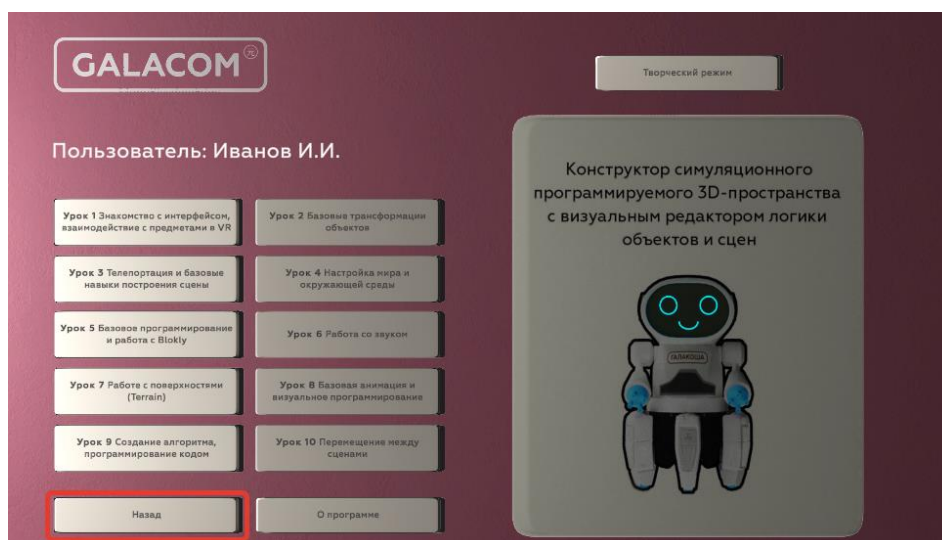 GALACOM®
Творческий режим
Пользователь: Иванов И.И.
Урок 1 Знакомство с интерфейсом,
взаимодействие с предметами в VR
Урок 2 Базовые трансформации
объектов
Урок 3 Телепортация и базовые
навыки построения сцены
Урок 4 Настройка мира и
окружающей среды
Урок 5 Базовое программирование
и работа с Blokly
Урок 6 Работа со звуком
Урок 7 Работе с поверхностями
(Terrain)
Урок 8 Базовая анимация и
визуальное программирование
Урок 9 Создание алгоритма,
программирование кодом
Урок 10 Перемещение между
сценами
Назад
О программе
Конструктор симуляционного
программируемого 3D-пространства
с визуальным редактором логики
объектов и сцен
ГАЛАКОША